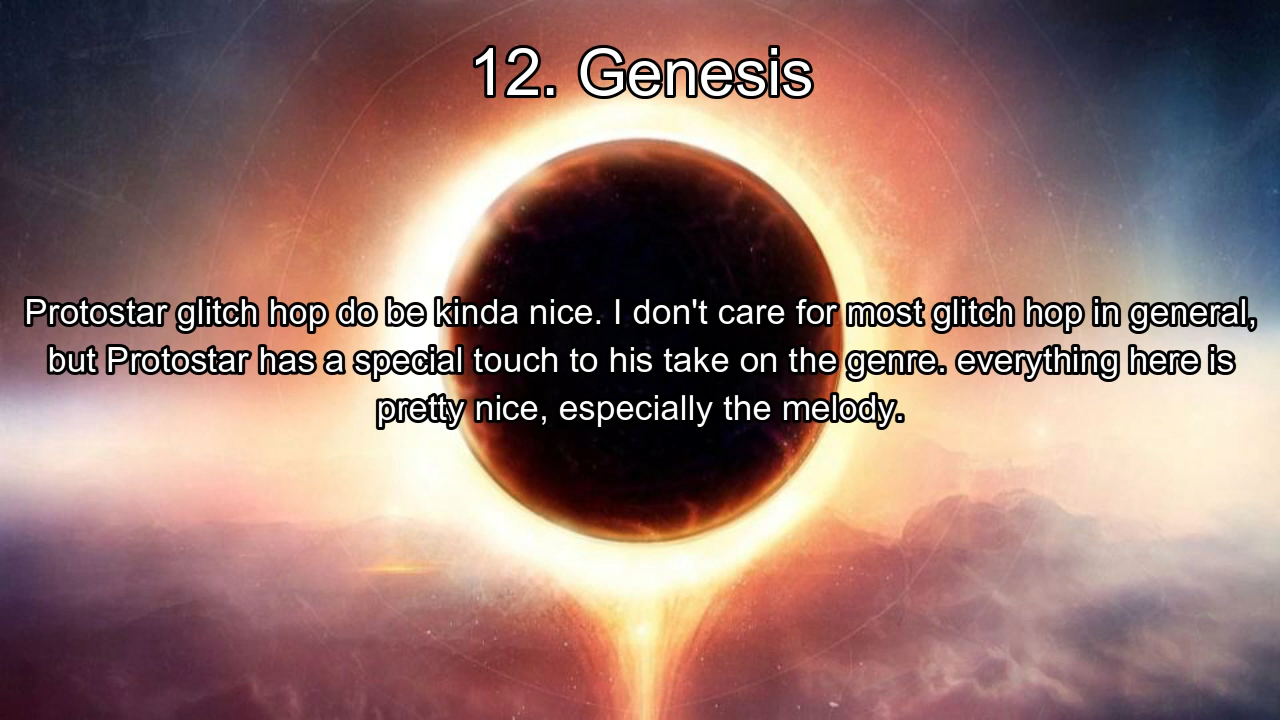 12. Genesis
Protostar glitch hop do be kinda nice. I don't care for most glitch hop in general,
but Protostar has a special touch to his take on the genre. everything here is
pretty nice, especially the melody.